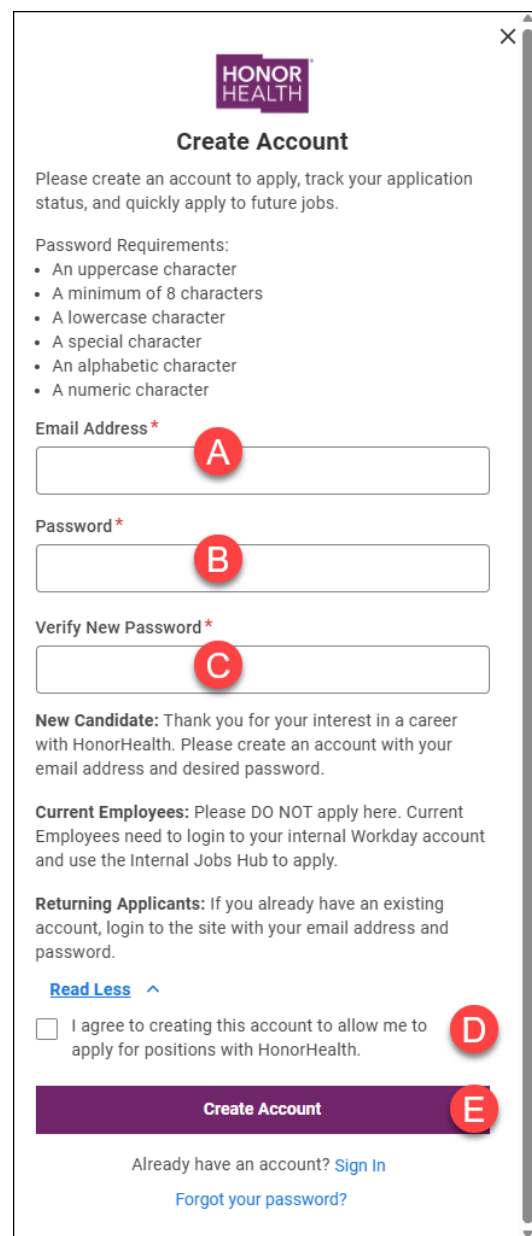 HONOR
HEALTH
Create Account
Please create an account to apply, track your application
status, and quickly apply to future jobs.
Password Requirements:
• An uppercase character
• A minimum of 8 characters
• A lowercase character
• A special character
• An alphabetic character
• A numeric character
Email Address*
A
Password*
B
Verify New Password*
C
New Candidate: Thank you for your interest in a career
with HonorHealth. Please create an account with your
email address and desired password.
Current Employees: Please DO NOT apply here. Current
Employees need to login to your internal Workday account
and use the Internal Jobs Hub to apply.
Returning Applicants: If you already have an existing
account, login to the site with your email address and
password.
Read Less
I agree to creating this account to allow me to
apply for positions with HonorHealth.
D
Create Account
E
Already have an account? Sign In
Forgot your password?